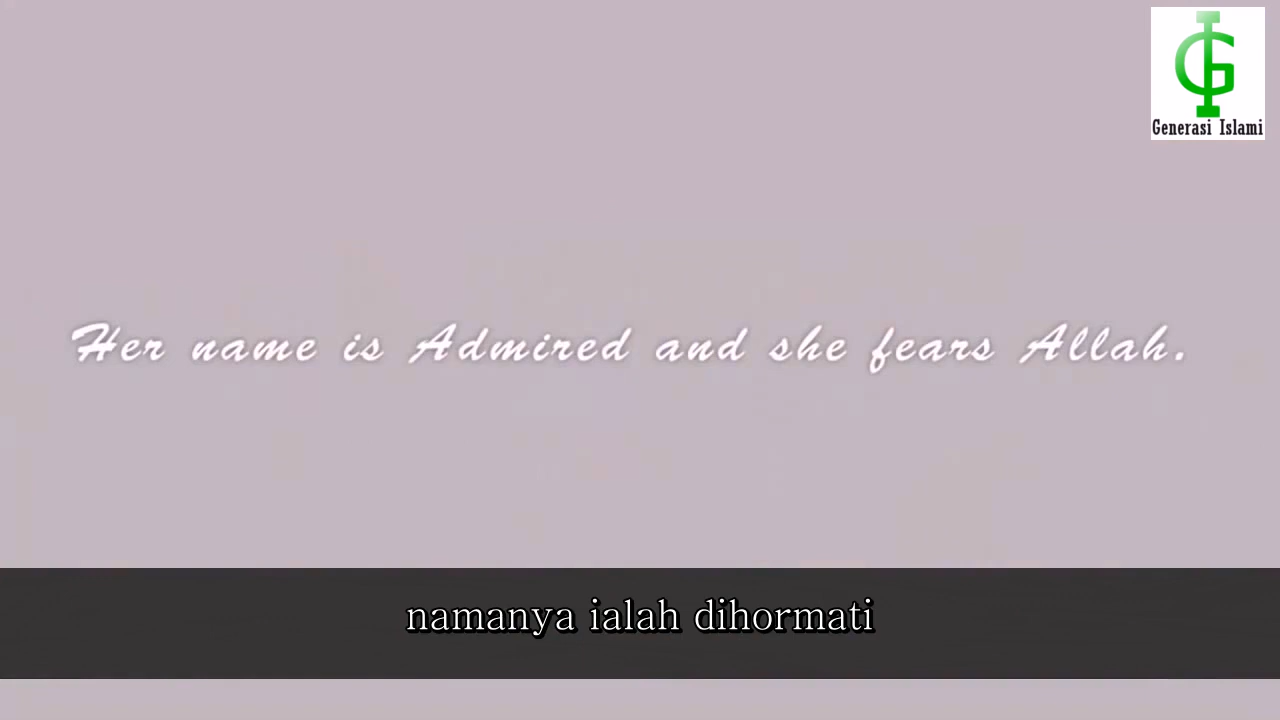 Generasi Islami
Her name is Admired and she fears Allah.
namanya ialah dihormati